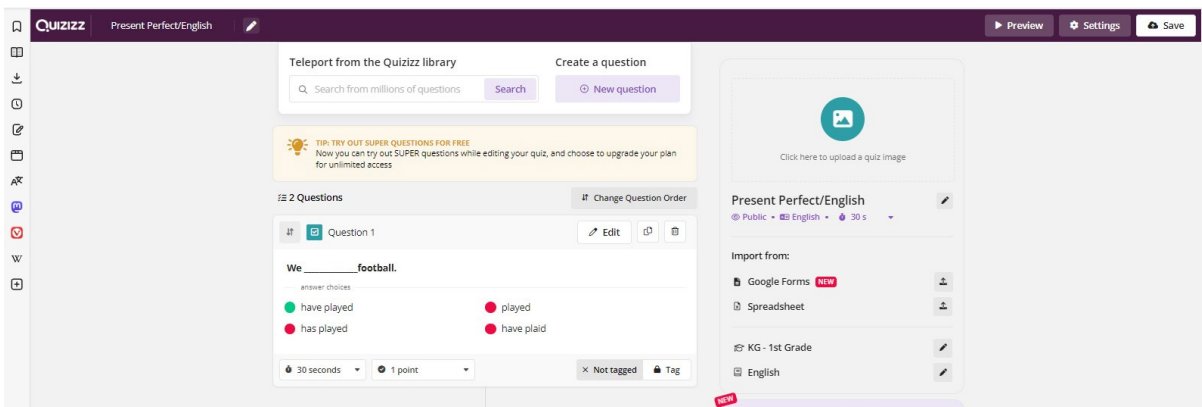 Quizizz Present Perfect/English Preview Settings Save
Teleport from the Quizizz library
Search from millions of questions Search
Create a question
New question
TIP: TRY OUT SUPER QUESTIONS FOR FREE
Now you can try out SUPER questions while editing your quiz, and choose to upgrade your plan
for unlimited access
2 Questions Change Question Order
Question 1 Edit
We ___________football.
answer choices
have played played
has played have plaid
30 seconds 1 point Not tagged Tag
Click here to upload a quiz image
Present Perfect/English
Public • English • 30 s
Import from:
Google Forms NEW
Spreadsheet
KG - 1st Grade
English
NEW